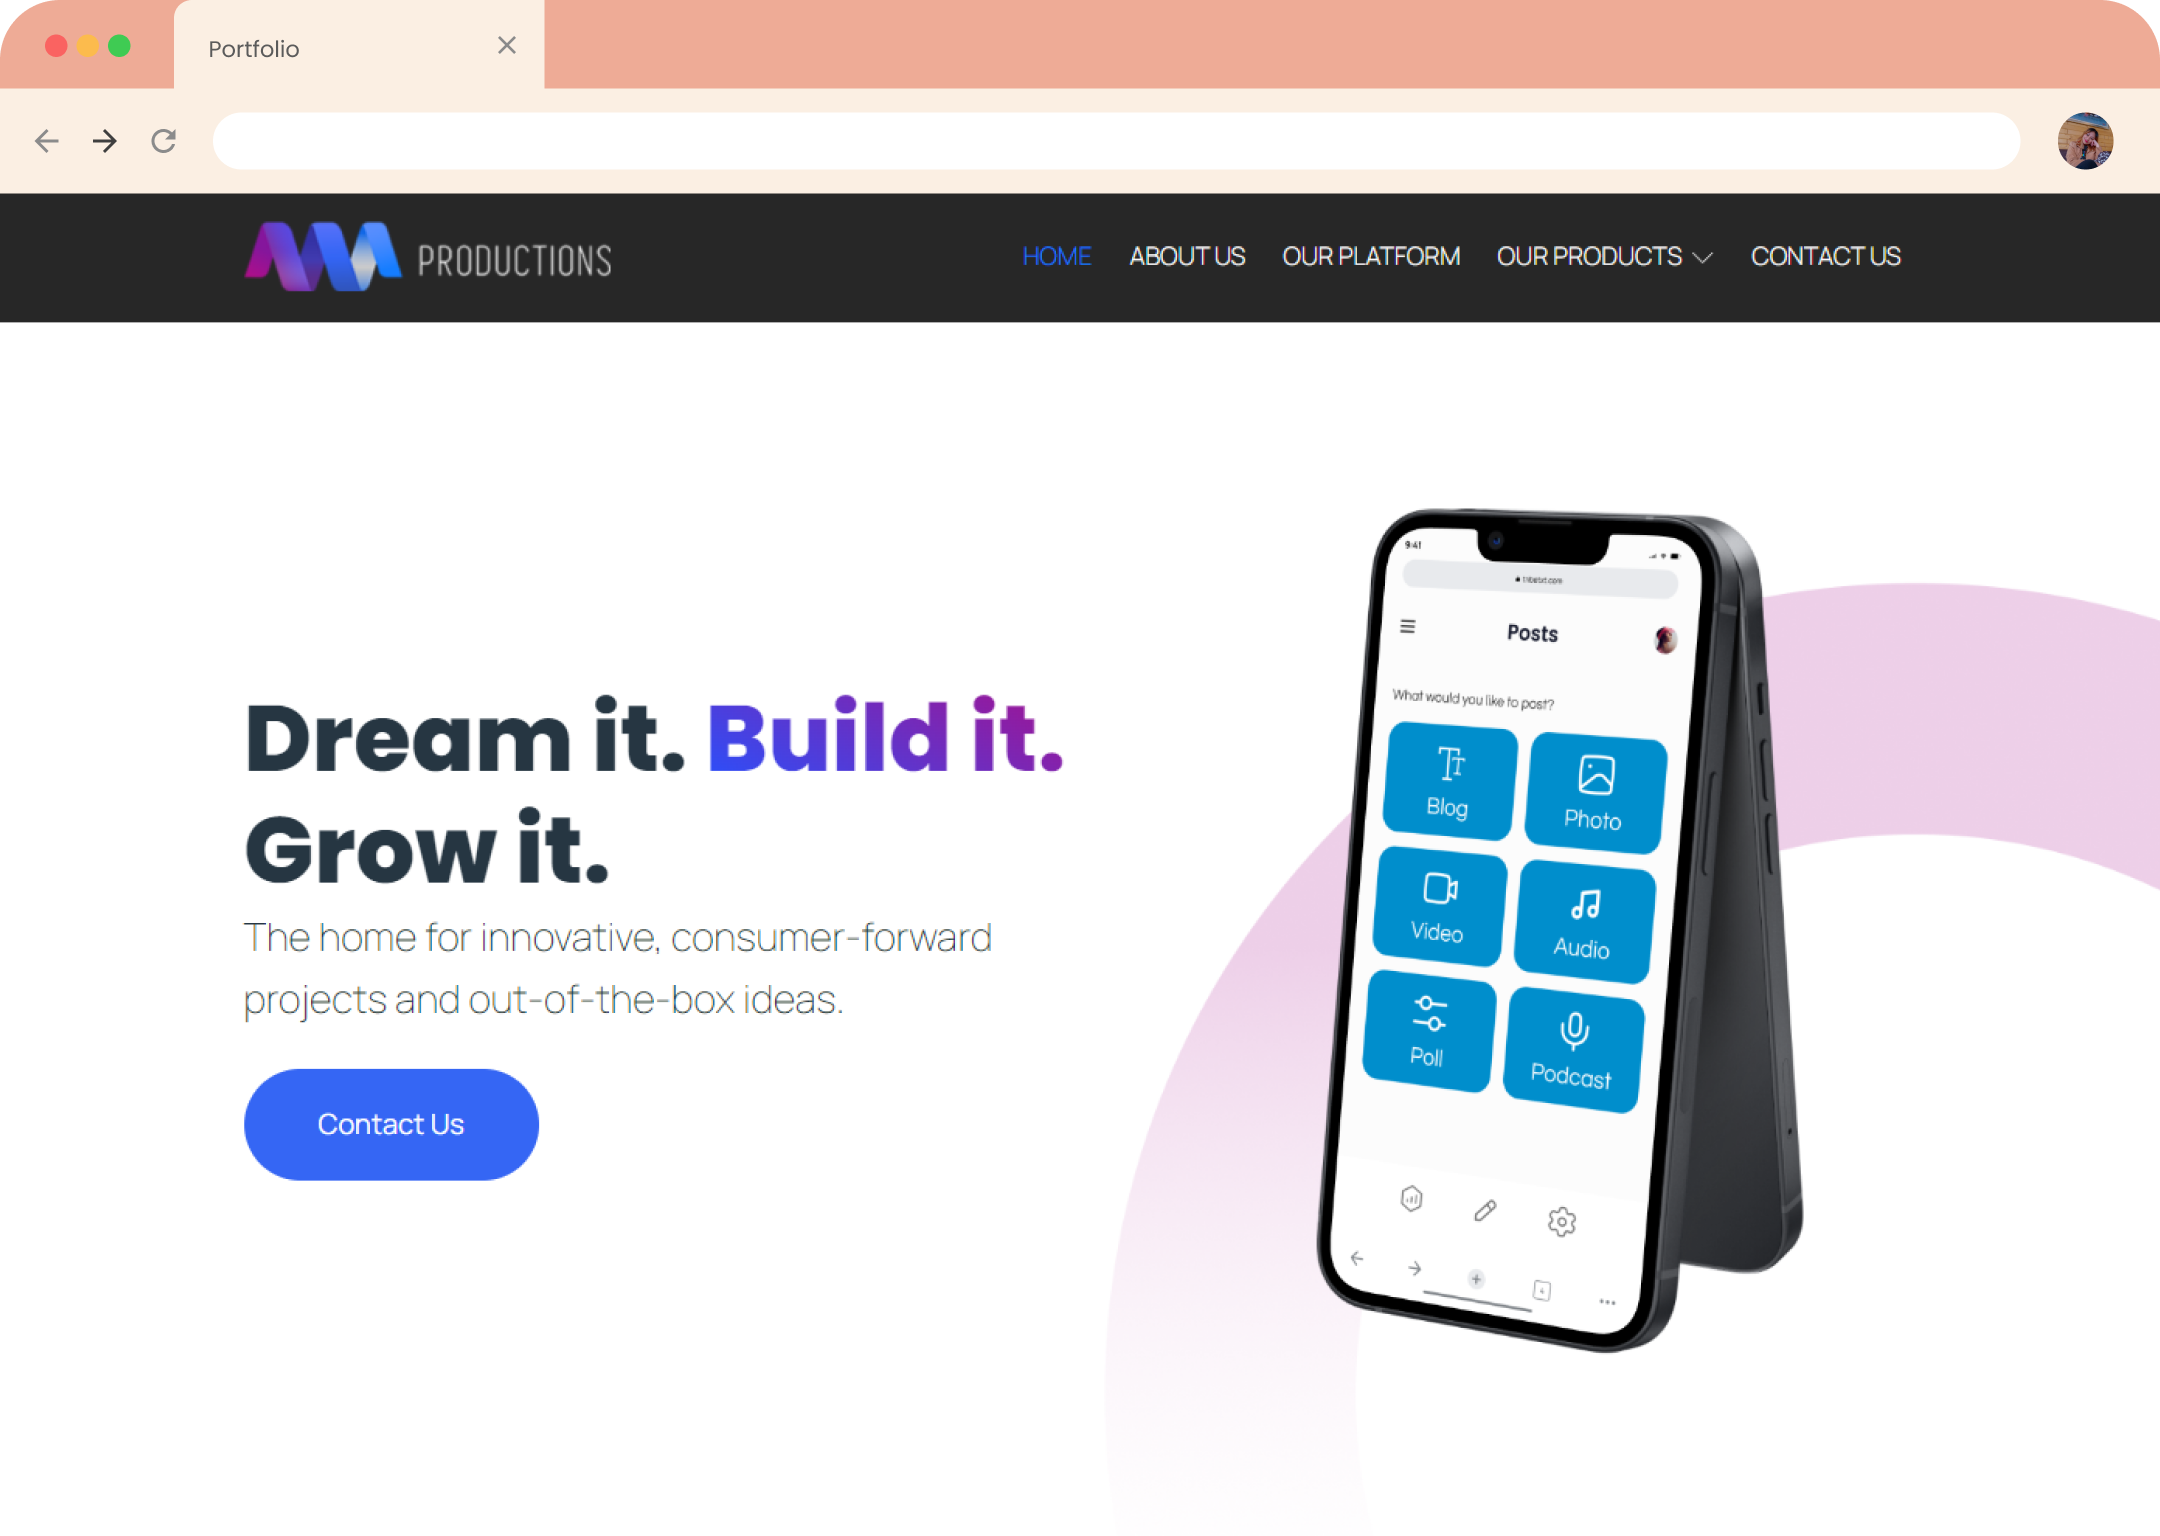 Portfolio
PRODUCTIONS
HOME
ABOUT US
OUR PLATFORM
OUR PRODUCTS
CONTACT US
Dream it. Build it.
Grow it.
The home for innovative, consumer-forward
projects and out-of-the-box ideas.
Contact Us
9:41
Posts
What would you like to post?
Blog
Photo
Video
Audio
Poll
Podcast